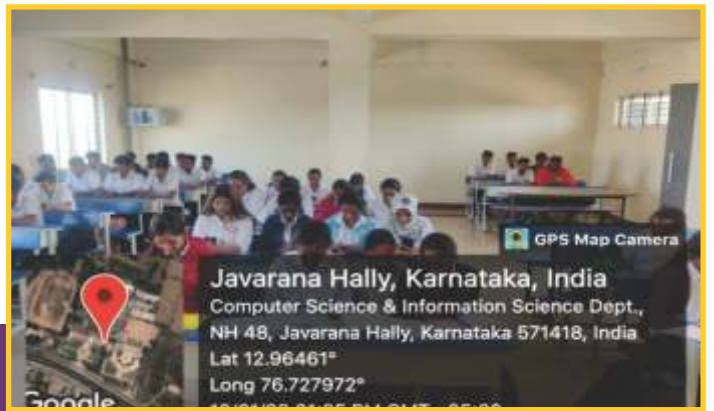 GPS Map Camera
Javarana Hally, Karnataka, India
Computer Science & Information Science Dept.,
NH 48, Javarana Hally, Karnataka 571418, India
Lat 12.96461°
Long 76.727972°
Google